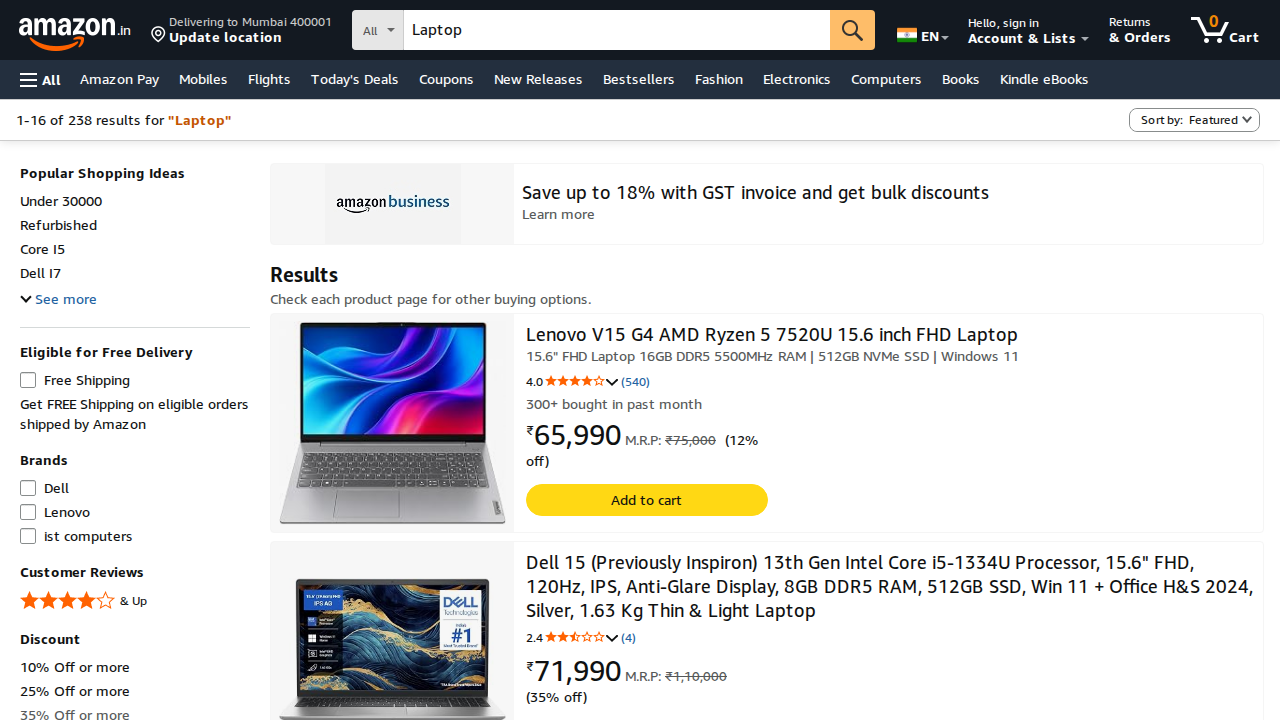 amazon.in
Delivering to Mumbai 400001
Update location
All
Laptop
EN
Hello, sign in
Account & Lists
Returns
& Orders
0
Cart
All
Amazon Pay
Mobiles
Flights
Today's Deals
Coupons
New Releases
Bestsellers
Fashion
Electronics
Computers
Books
Kindle eBooks
1-16 of 238 results for "Laptop"
Sort by: Featured
Popular Shopping Ideas
Under 30000
Refurbished
Core I5
Dell I7
See more
Eligible for Free Delivery
Free Shipping
Get FREE Shipping on eligible orders
shipped by Amazon
Brands
Dell
Lenovo
ist computers
Customer Reviews
& Up
Discount
10% Off or more
25% Off or more
35% Off or more
amazon business
Save up to 18% with GST invoice and get bulk discounts
Learn more
Results
Check each product page for other buying options.
Lenovo V15 G4 AMD Ryzen 5 7520U 15.6 inch FHD Laptop
15.6" FHD Laptop 16GB DDR5 5500MHz RAM | 512GB NVMe SSD | Windows 11
4.0 (540)
300+ bought in past month
₹65,990 M.R.P: ₹75,000 (12%
off)
Add to cart
Dell 15 (Previously Inspiron) 13th Gen Intel Core i5-1334U Processor, 15.6" FHD,
120Hz, IPS, Anti-Glare Display, 8GB DDR5 RAM, 512GB SSD, Win 11 + Office H&S 2024,
Silver, 1.63 Kg Thin & Light Laptop
2.4 (4)
₹71,990 M.R.P: ₹1,10,000
(35% off)
IPS AG
DELL
Technologies
#1